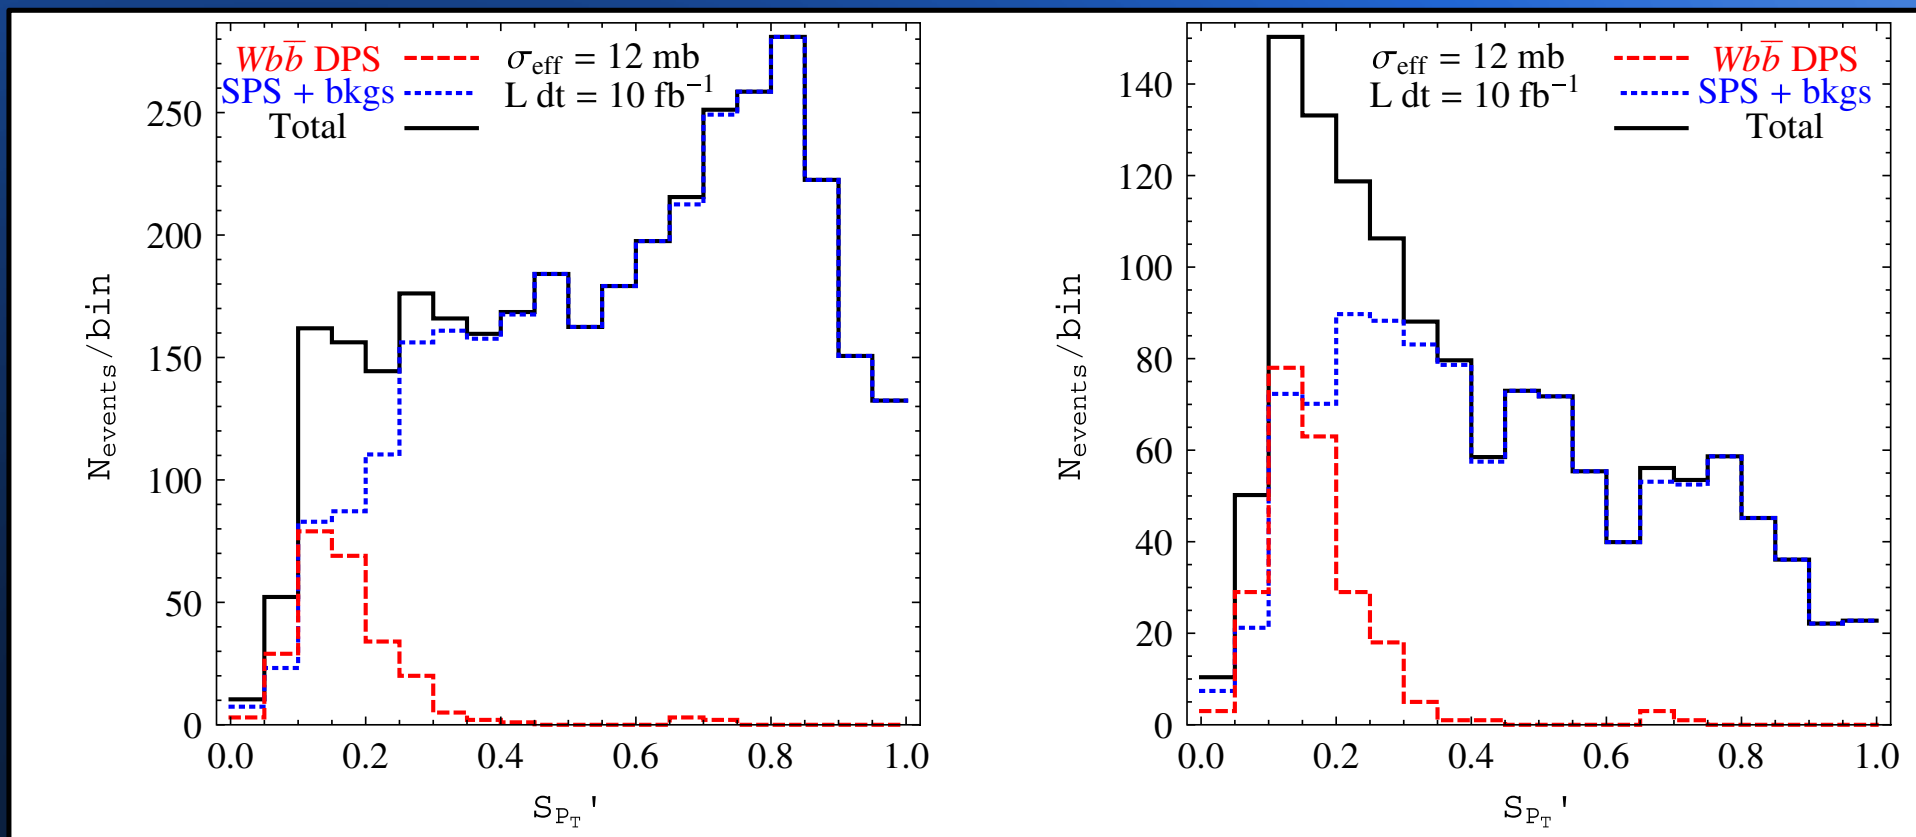 Wbb̅ DPS
SPS + bkgs
Total
σeff = 12 mb
L dt = 10 fb⁻¹
250
200
150
100
50
0
Nevents/bin
0.0 0.2 0.4 0.6 0.8 1.0
SPT'
σeff = 12 mb
L dt = 10 fb⁻¹
Wbb̅ DPS
SPS + bkgs
Total
140
120
100
80
60
40
20
0
Nevents/bin
0.0 0.2 0.4 0.6 0.8 1.0
SPT'